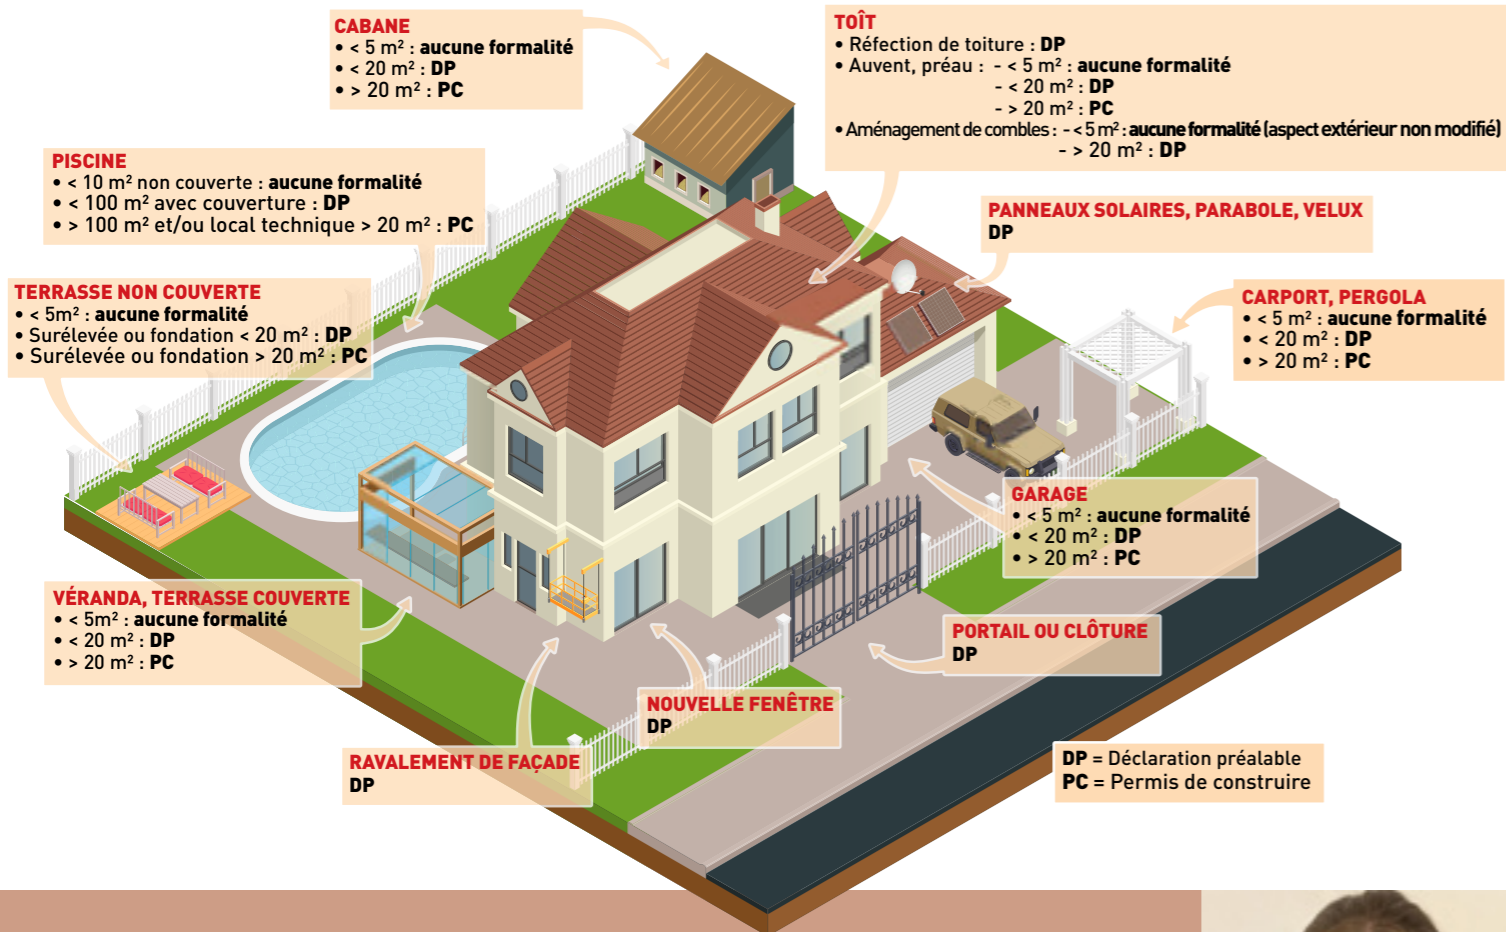 CABANE
• < 5 m² : aucune formalité
• < 20 m² : DP
• > 20 m² : PC
TOÎT
• Réfection de toiture : DP
• Auvent, préau : - < 5 m² : aucune formalité
- < 20 m² : DP
- > 20 m² : PC
• Aménagement de combles : - < 5 m² : aucune formalité (aspect extérieur non modifié)
- > 20 m² : DP
PISCINE
• < 10 m² non couverte : aucune formalité
• < 100 m² avec couverture : DP
• > 100 m² et/ou local technique > 20 m² : PC
PANNEAUX SOLAIRES, PARABOLE, VELUX
DP
TERRASSE NON COUVERTE
• < 5m² : aucune formalité
• Surélevée ou fondation < 20 m² : DP
• Surélevée ou fondation > 20 m² : PC
CARPORT, PERGOLA
• < 5 m² : aucune formalité
• < 20 m² : DP
• > 20 m² : PC
GARAGE
• < 5 m² : aucune formalité
• < 20 m² : DP
• > 20 m² : PC
VÉRANDA, TERRASSE COUVERTE
• < 5m² : aucune formalité
• < 20 m² : DP
• > 20 m² : PC
PORTAIL OU CLÔTURE
DP
NOUVELLE FENÊTRE
DP
RAVALEMENT DE FAÇADE
DP
DP = Déclaration préalable
PC = Permis de construire